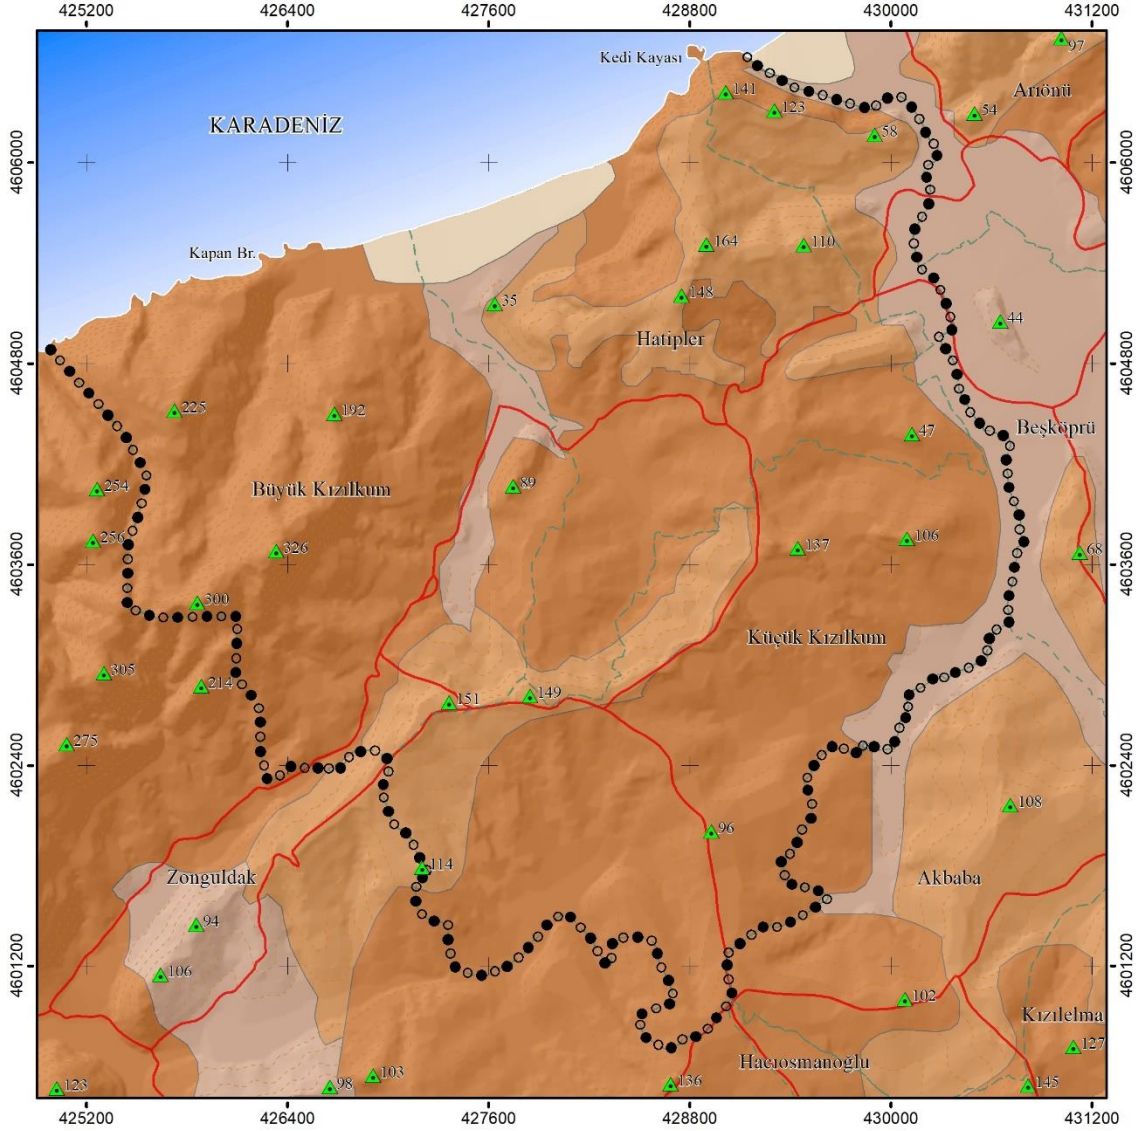 425200 426400 427600 428800 430000 431200
97
Kedi Kayası
141
Arıönü
123
54
KARADENİZ
58
4606000 4606000
164 110
Kapan Br.
148
35
44
Hatipler
4604800 4604800
225 192
Beşköprü
47
254 Büyük Kızılkum 89
256 326 137 106 68
4603600 4603600
300
Küçük Kızılkum
305
214 151 149
275
4602400 4602400
108
96
114
Zonguldak Akbaba
94
106
4601200 4601200
102
Kızılelma
127
Hacıosmanoğlu
123 98 103 136 145
425200 426400 427600 428800 430000 431200